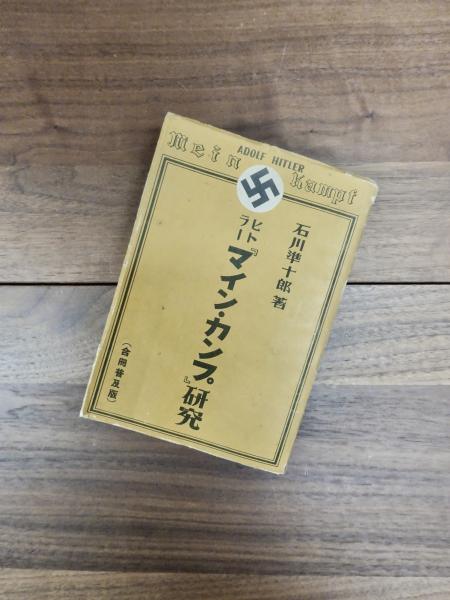 ADOLF HITLER
Mein Kampf
石川準十郎著
ヒトラー
『マイン・カンプ』研究
(合冊普及版)